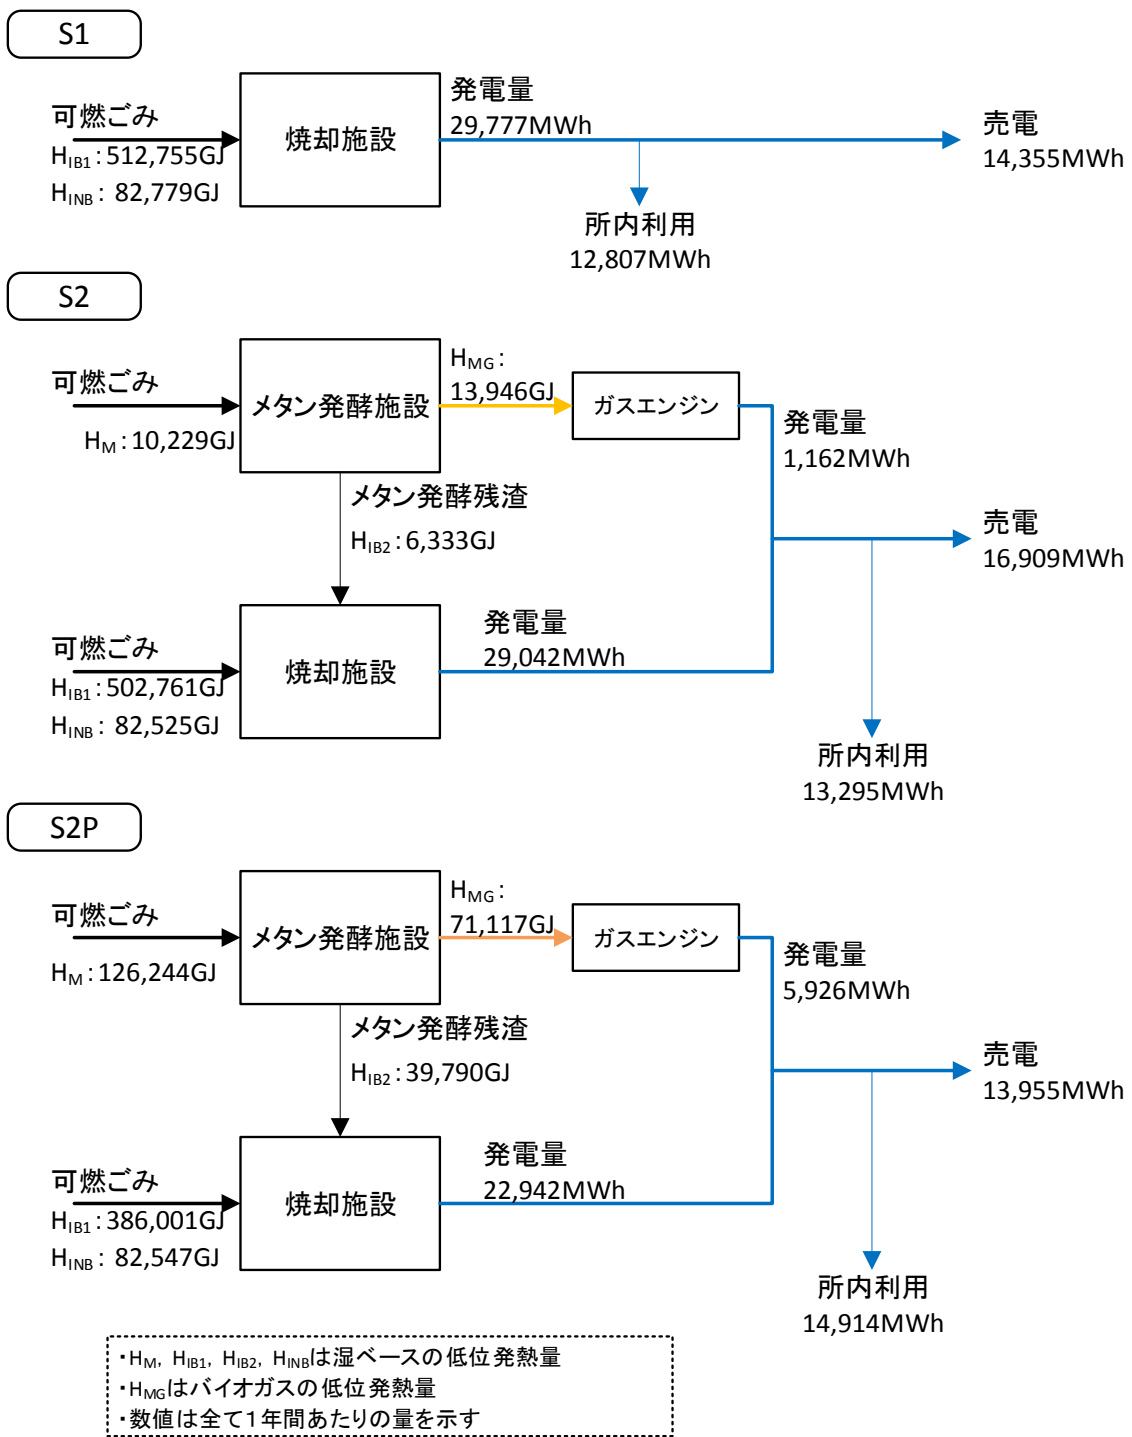 S1
可燃ごみ
HIB1：512,755GJ
HINB：82,779GJ
焼却施設
発電量
29,777MWh
売電
14,355MWh
所内利用
12,807MWh
S2
可燃ごみ
HM：10,229GJ
メタン発酵施設
HMG：
13,946GJ
ガスエンジン
発電量
1,162MWh
メタン発酵残渣
HIB2：6,333GJ
売電
16,909MWh
可燃ごみ
HIB1：502,761GJ
HINB：82,525GJ
焼却施設
発電量
29,042MWh
所内利用
13,295MWh
S2P
可燃ごみ
HM：126,244GJ
メタン発酵施設
HMG：
71,117GJ
ガスエンジン
発電量
5,926MWh
メタン発酵残渣
HIB2：39,790GJ
売電
13,955MWh
可燃ごみ
HIB1：386,001GJ
HINB：82,547GJ
焼却施設
発電量
22,942MWh
所内利用
14,914MWh
・HM, HIB1, HIB2, HINBは湿ベースの低位発熱量
・HMGはバイオガスの低位発熱量
・数値は全て１年間あたりの量を示す